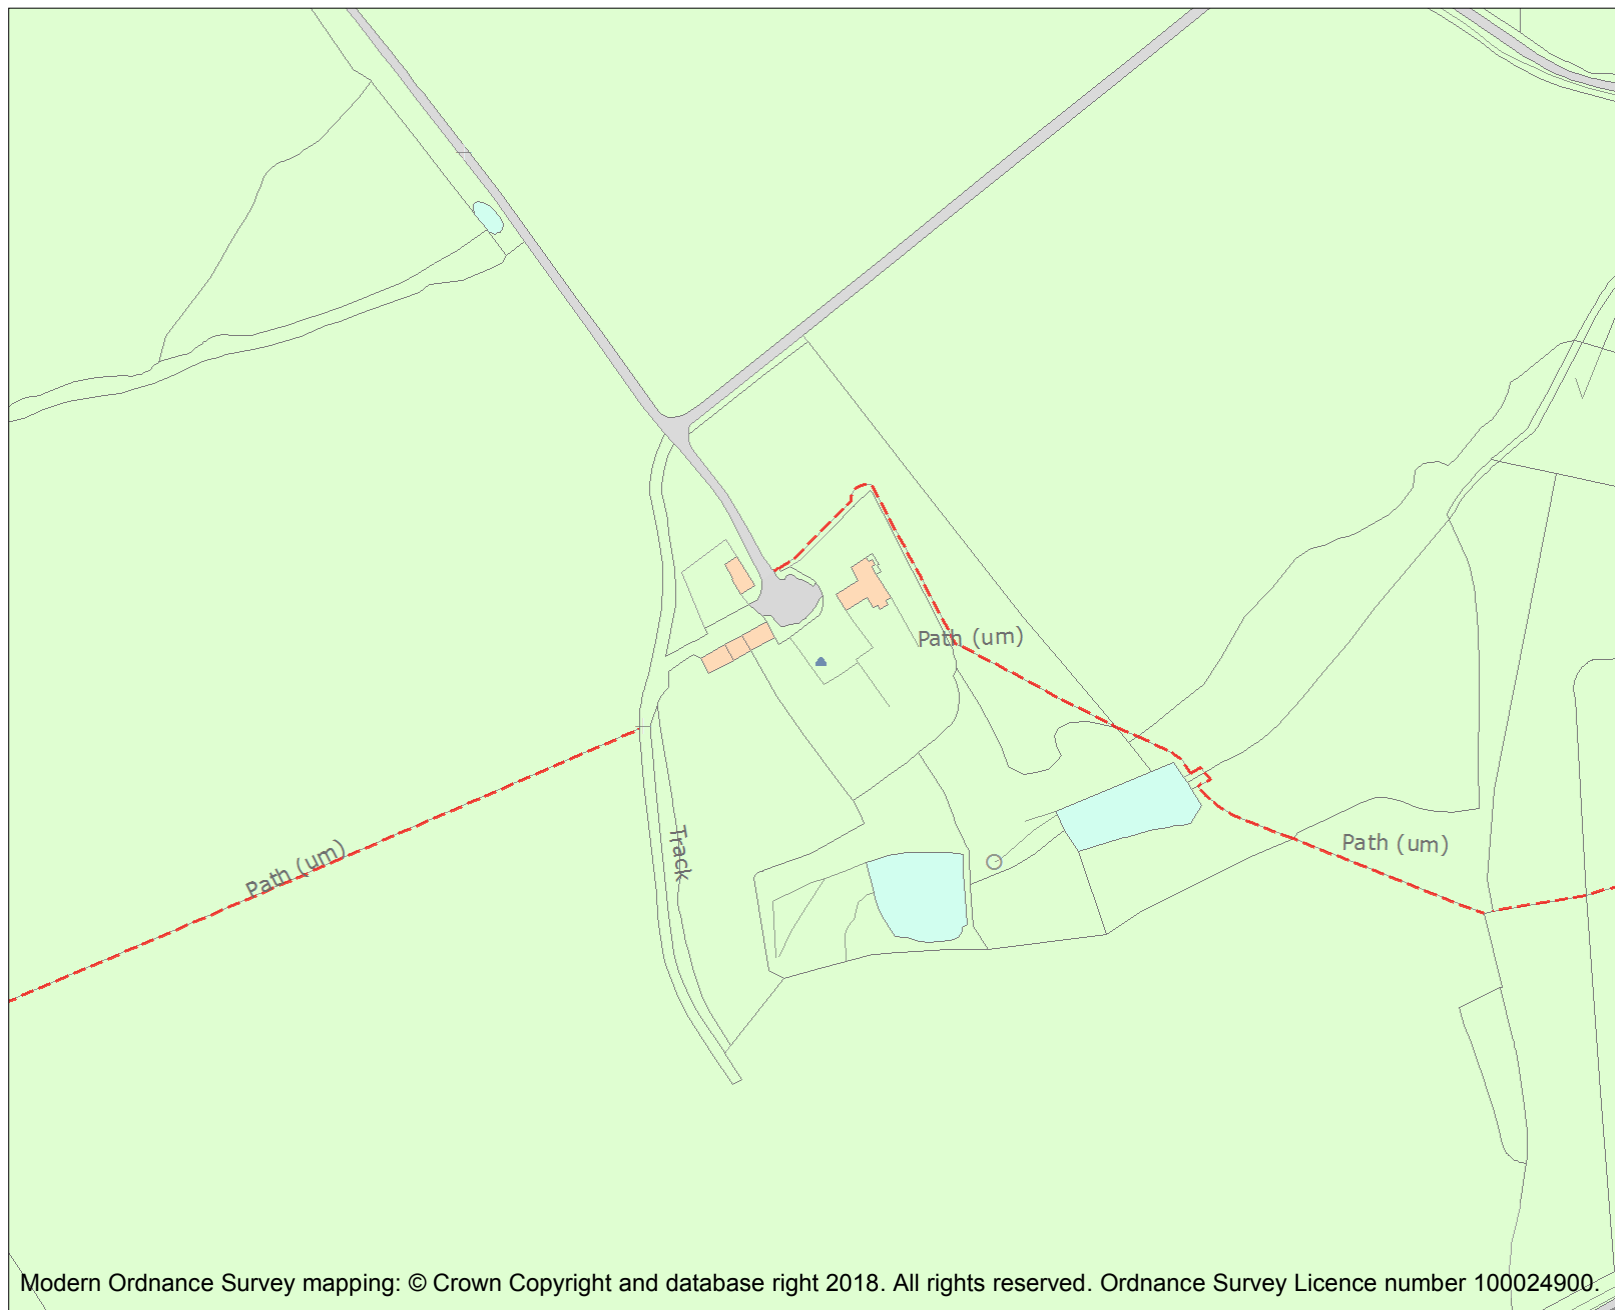 Path (um)
Path (um)
Track
Path (um)
Modern Ordnance Survey mapping: © Crown Copyright and database right 2018. All rights reserved. Ordnance Survey Licence number 100024900.